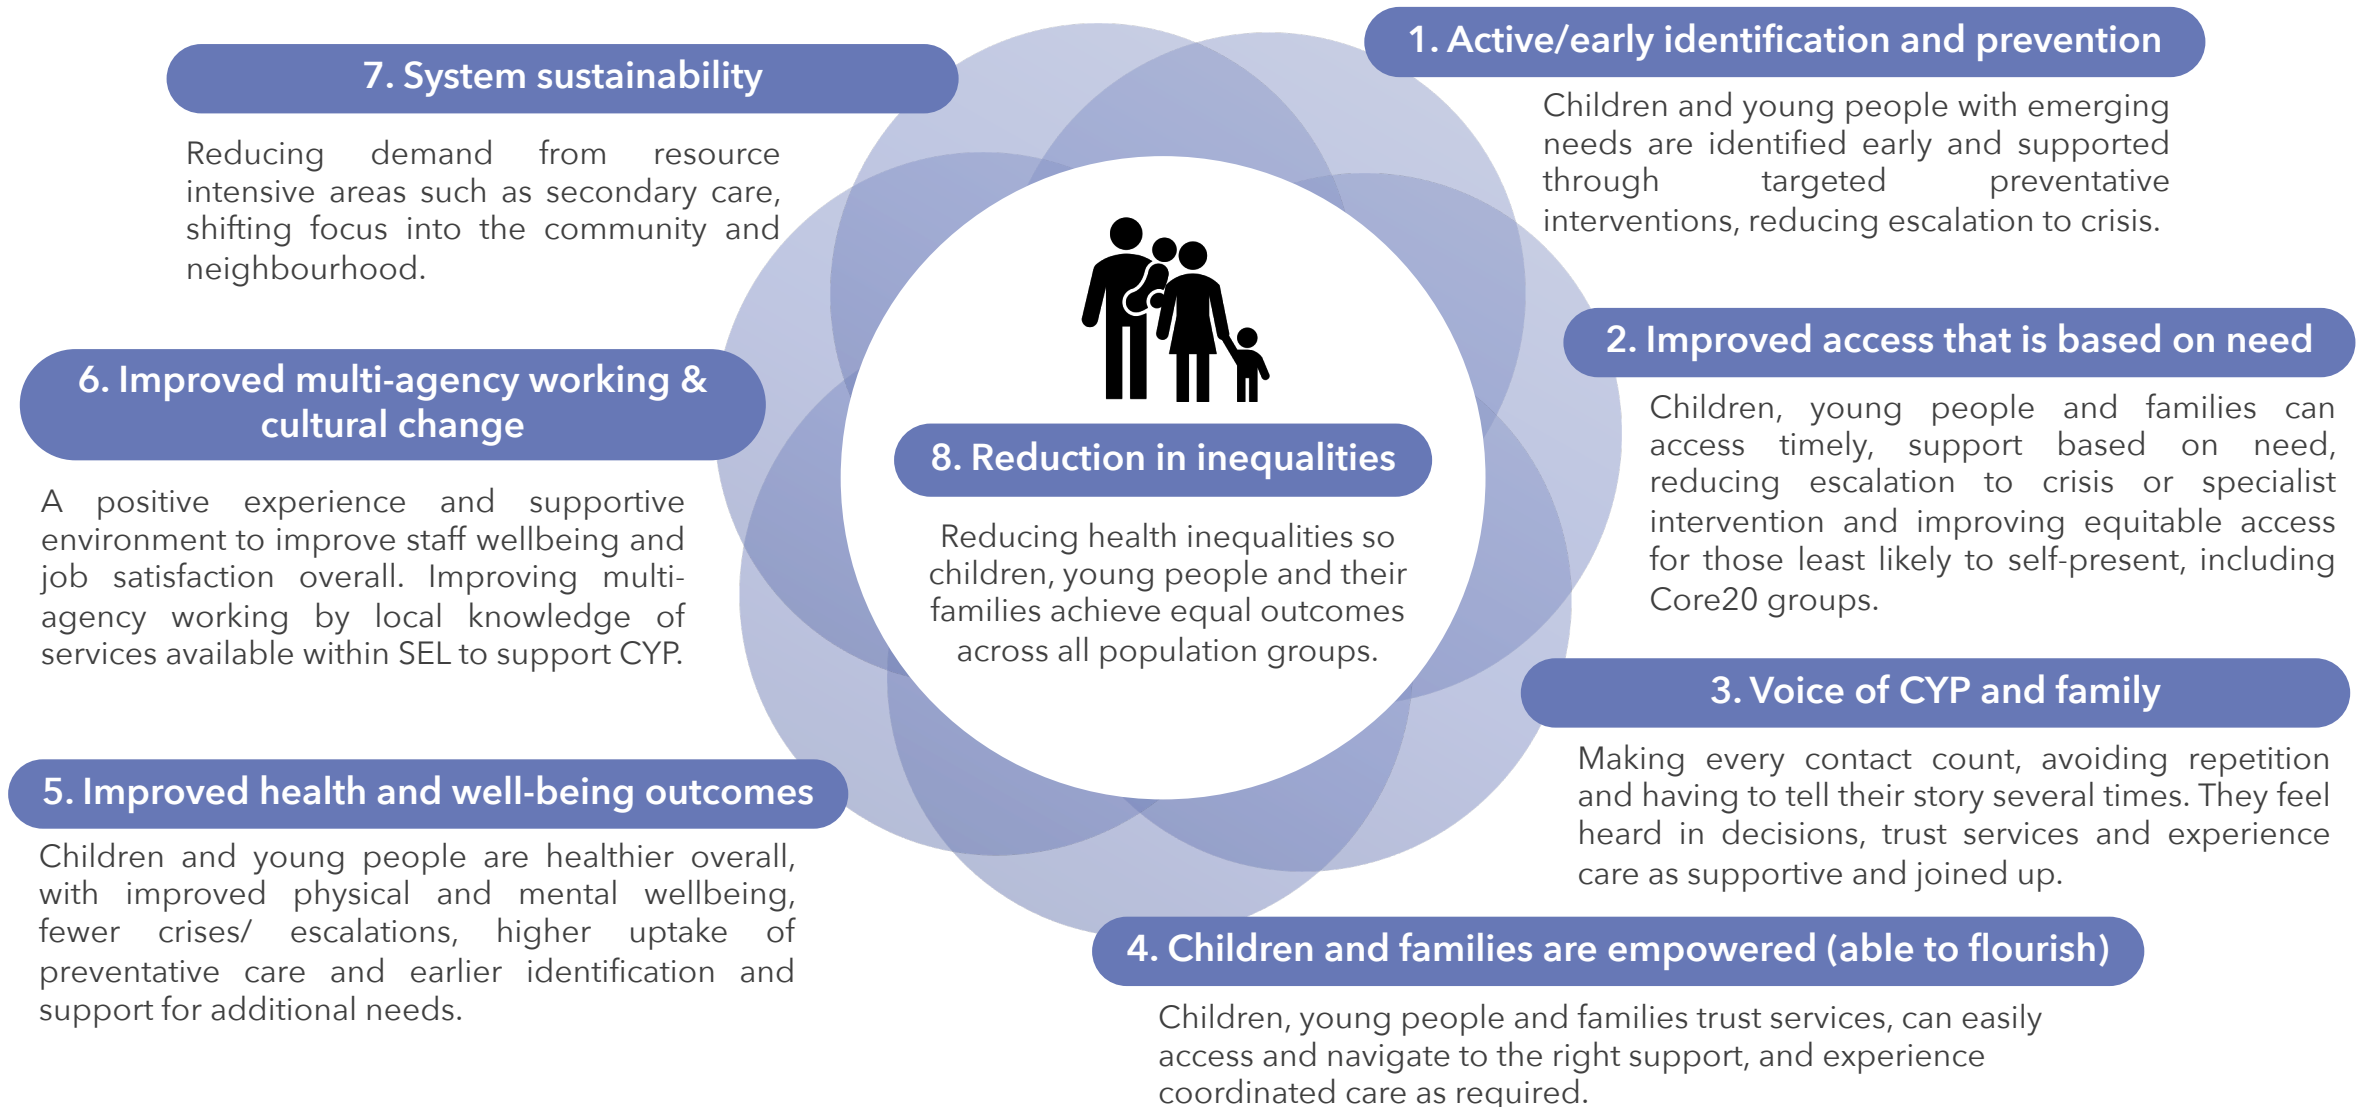 1. Active/early identification and prevention
Children and young people with emerging
needs are identified early and supported
through targeted preventative
interventions, reducing escalation to crisis.
2. Improved access that is based on need
Children, young people and families can
access timely, support based on need,
reducing escalation to crisis or specialist
intervention and improving equitable access
for those least likely to self-present, including
Core20 groups.
3. Voice of CYP and family
Making every contact count, avoiding repetition
and having to tell their story several times. They feel
heard in decisions, trust services and experience
care as supportive and joined up.
4. Children and families are empowered (able to flourish)
Children, young people and families trust services, can easily
access and navigate to the right support, and experience
coordinated care as required.
5. Improved health and well-being outcomes
Children and young people are healthier overall,
with improved physical and mental wellbeing,
fewer crises/ escalations, higher uptake of
preventative care and earlier identification and
support for additional needs.
6. Improved multi-agency working &
cultural change
A positive experience and supportive
environment to improve staff wellbeing and
job satisfaction overall. Improving multi-
agency working by local knowledge of
services available within SEL to support CYP.
7. System sustainability
Reducing demand from resource
intensive areas such as secondary care,
shifting focus into the community and
neighbourhood.
8. Reduction in inequalities
Reducing health inequalities so
children, young people and their
families achieve equal outcomes
across all population groups.